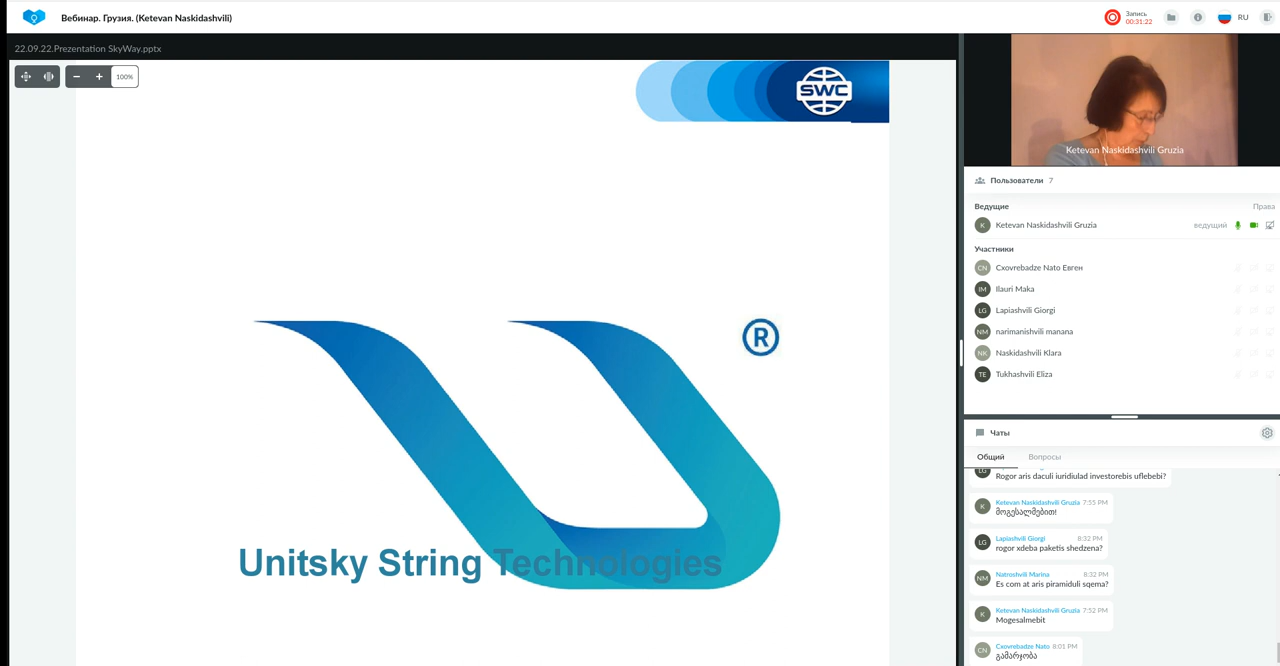 Вебинар. Грузия. (Ketevan Naskidashvili)
Запись
00:31:22
RU
22.09.22.Prezentation SkyWay.pptx
100%
SWC
®
Unitsky String Technologies
Ketevan Naskidashvili Gruzia
Пользователи 7
Ведущие Права
K Ketevan Naskidashvili Gruzia ведущий
Участники
CN Cxovrebadze Nato Евген
IM Ilauri Maka
LG Lapiashvili Giorgi
NM narimanishvili manana
NK Naskidashvili Klara
TE Tukhashvili Eliza
Чаты
Общий Вопросы
LG Rogor aris daculi iuridiulad investorebis uflebebi?
K Ketevan Naskidashvili Gruzia 7:55 PM
მოგესალმებით!
LG Lapiashvili Giorgi 8:32 PM
rogor xdeba paketis shedzena?
NM Natroshvili Marina 8:32 PM
Es com at aris piramiduli sqema?
K Ketevan Naskidashvili Gruzia 7:52 PM
Mogesalmebit
CN Cxovrebadze Nato 8:01 PM
გამარჯობა